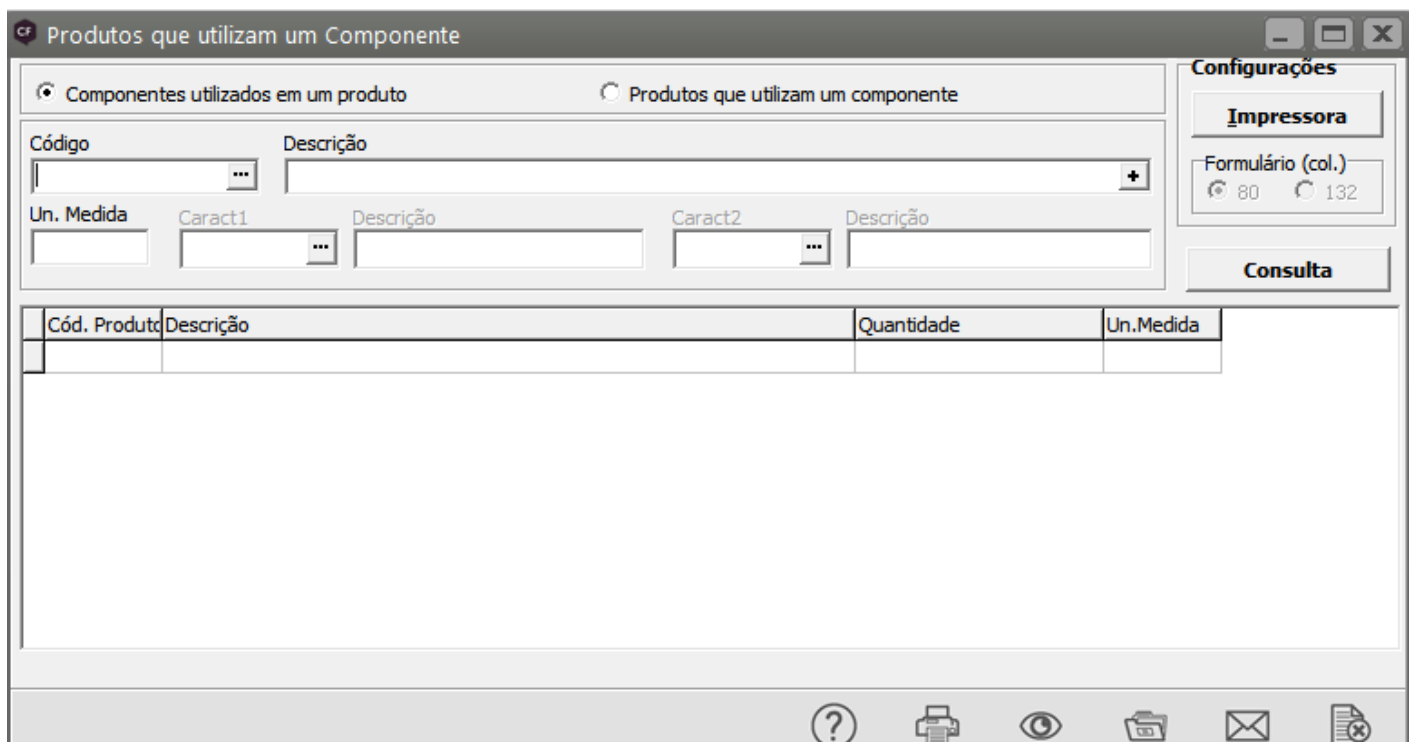 CF Produtos que utilizam um Componente
Componentes utilizados em um produto Produtos que utilizam um componente
Configurações
Impressora
Formulário (col.)
80 132
Consulta
Código Descrição
Un. Medida Caract1 Descrição Caract2 Descrição
Cód. Produto Descrição Quantidade Un.Medida